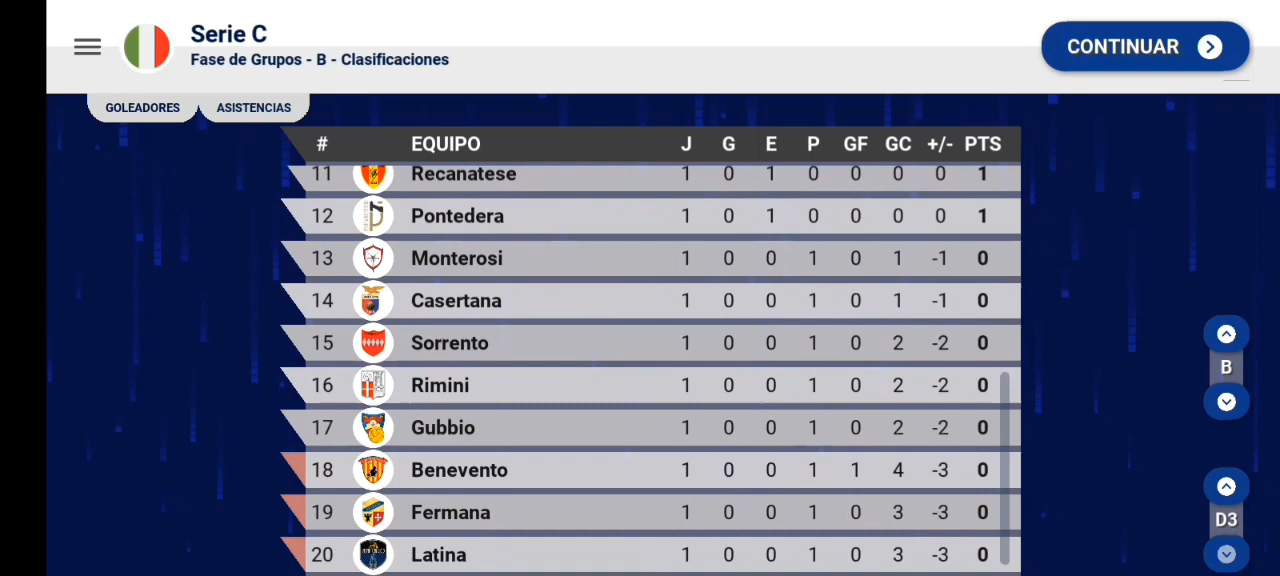 Serie C
Fase de Grupos - B - Clasificaciones
CONTINUAR
GOLEADORES ASISTENCIAS
# EQUIPO J G E P GF GC +/- PTS
11 Recanatese 1 0 1 0 0 0 0 1
12 Pontedera 1 0 1 0 0 0 0 1
13 Monterosi 1 0 0 1 0 1 -1 0
14 Casertana 1 0 0 1 0 1 -1 0
15 Sorrento 1 0 0 1 0 2 -2 0
16 Rimini 1 0 0 1 0 2 -2 0
17 Gubbio 1 0 0 1 0 2 -2 0
18 Benevento 1 0 0 1 1 4 -3 0
19 Fermana 1 0 0 1 0 3 -3 0
20 Latina 1 0 0 1 0 3 -3 0
B
D3